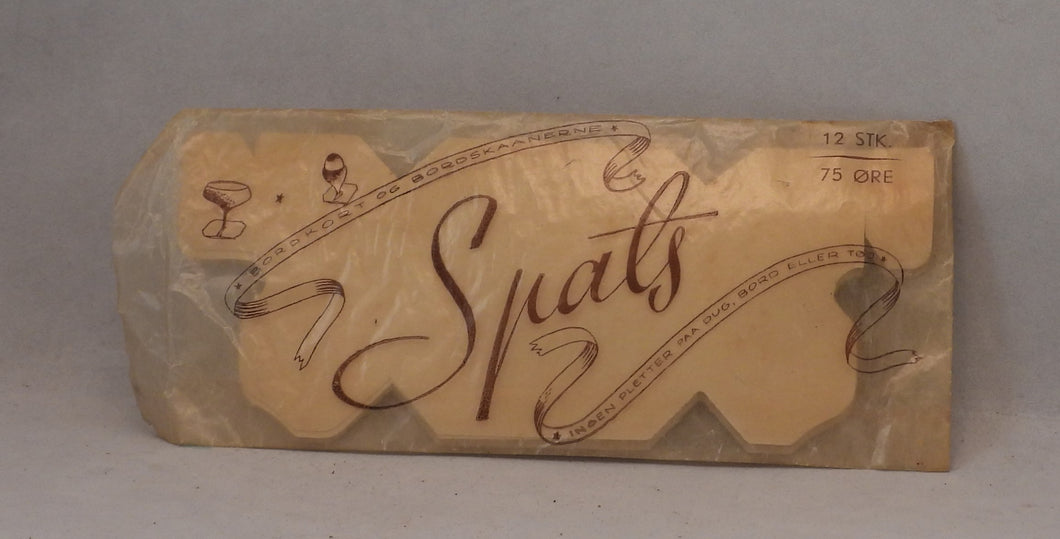 12 STK.
75 ØRE
★ BORDKORT OG BORDSKAANERNE ★
Spats
★ INGEN PLETTER PAA DUG, BORD ELLER TØJ ★